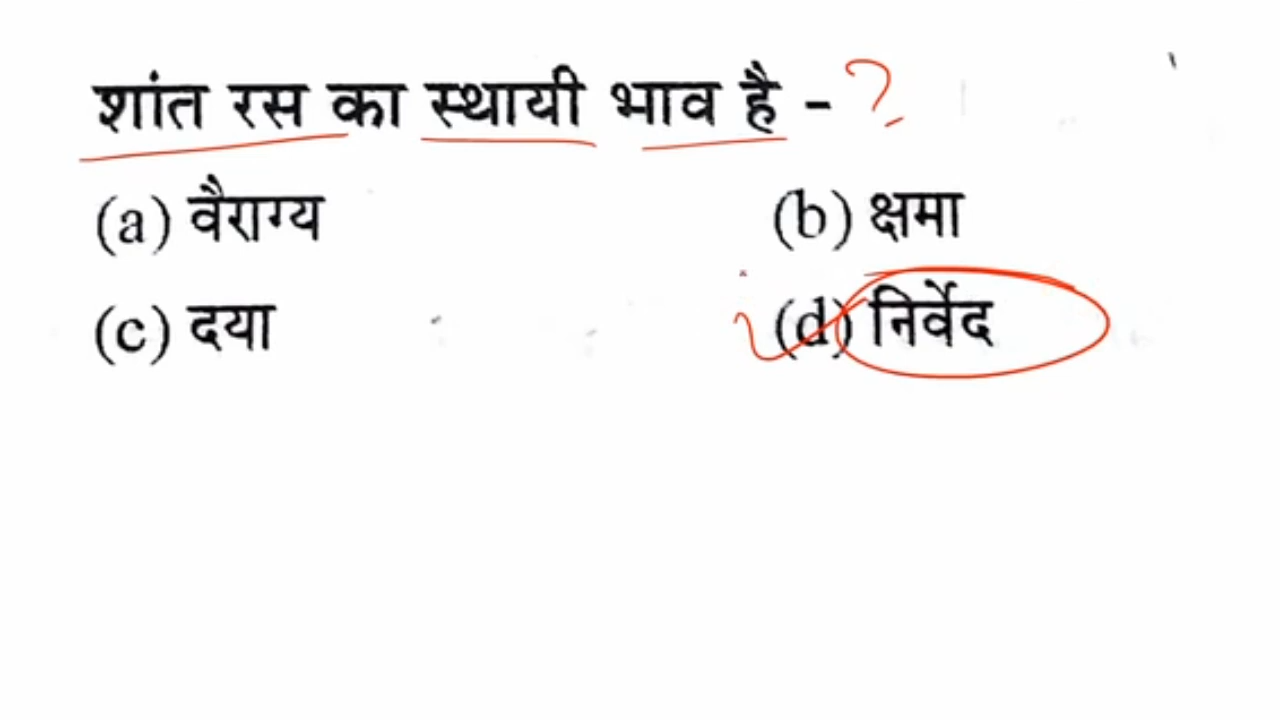 शांत रस का स्थायी भाव है - ?
(a) वैराग्य (b) क्षमा
(c) दया (d) निर्वेद